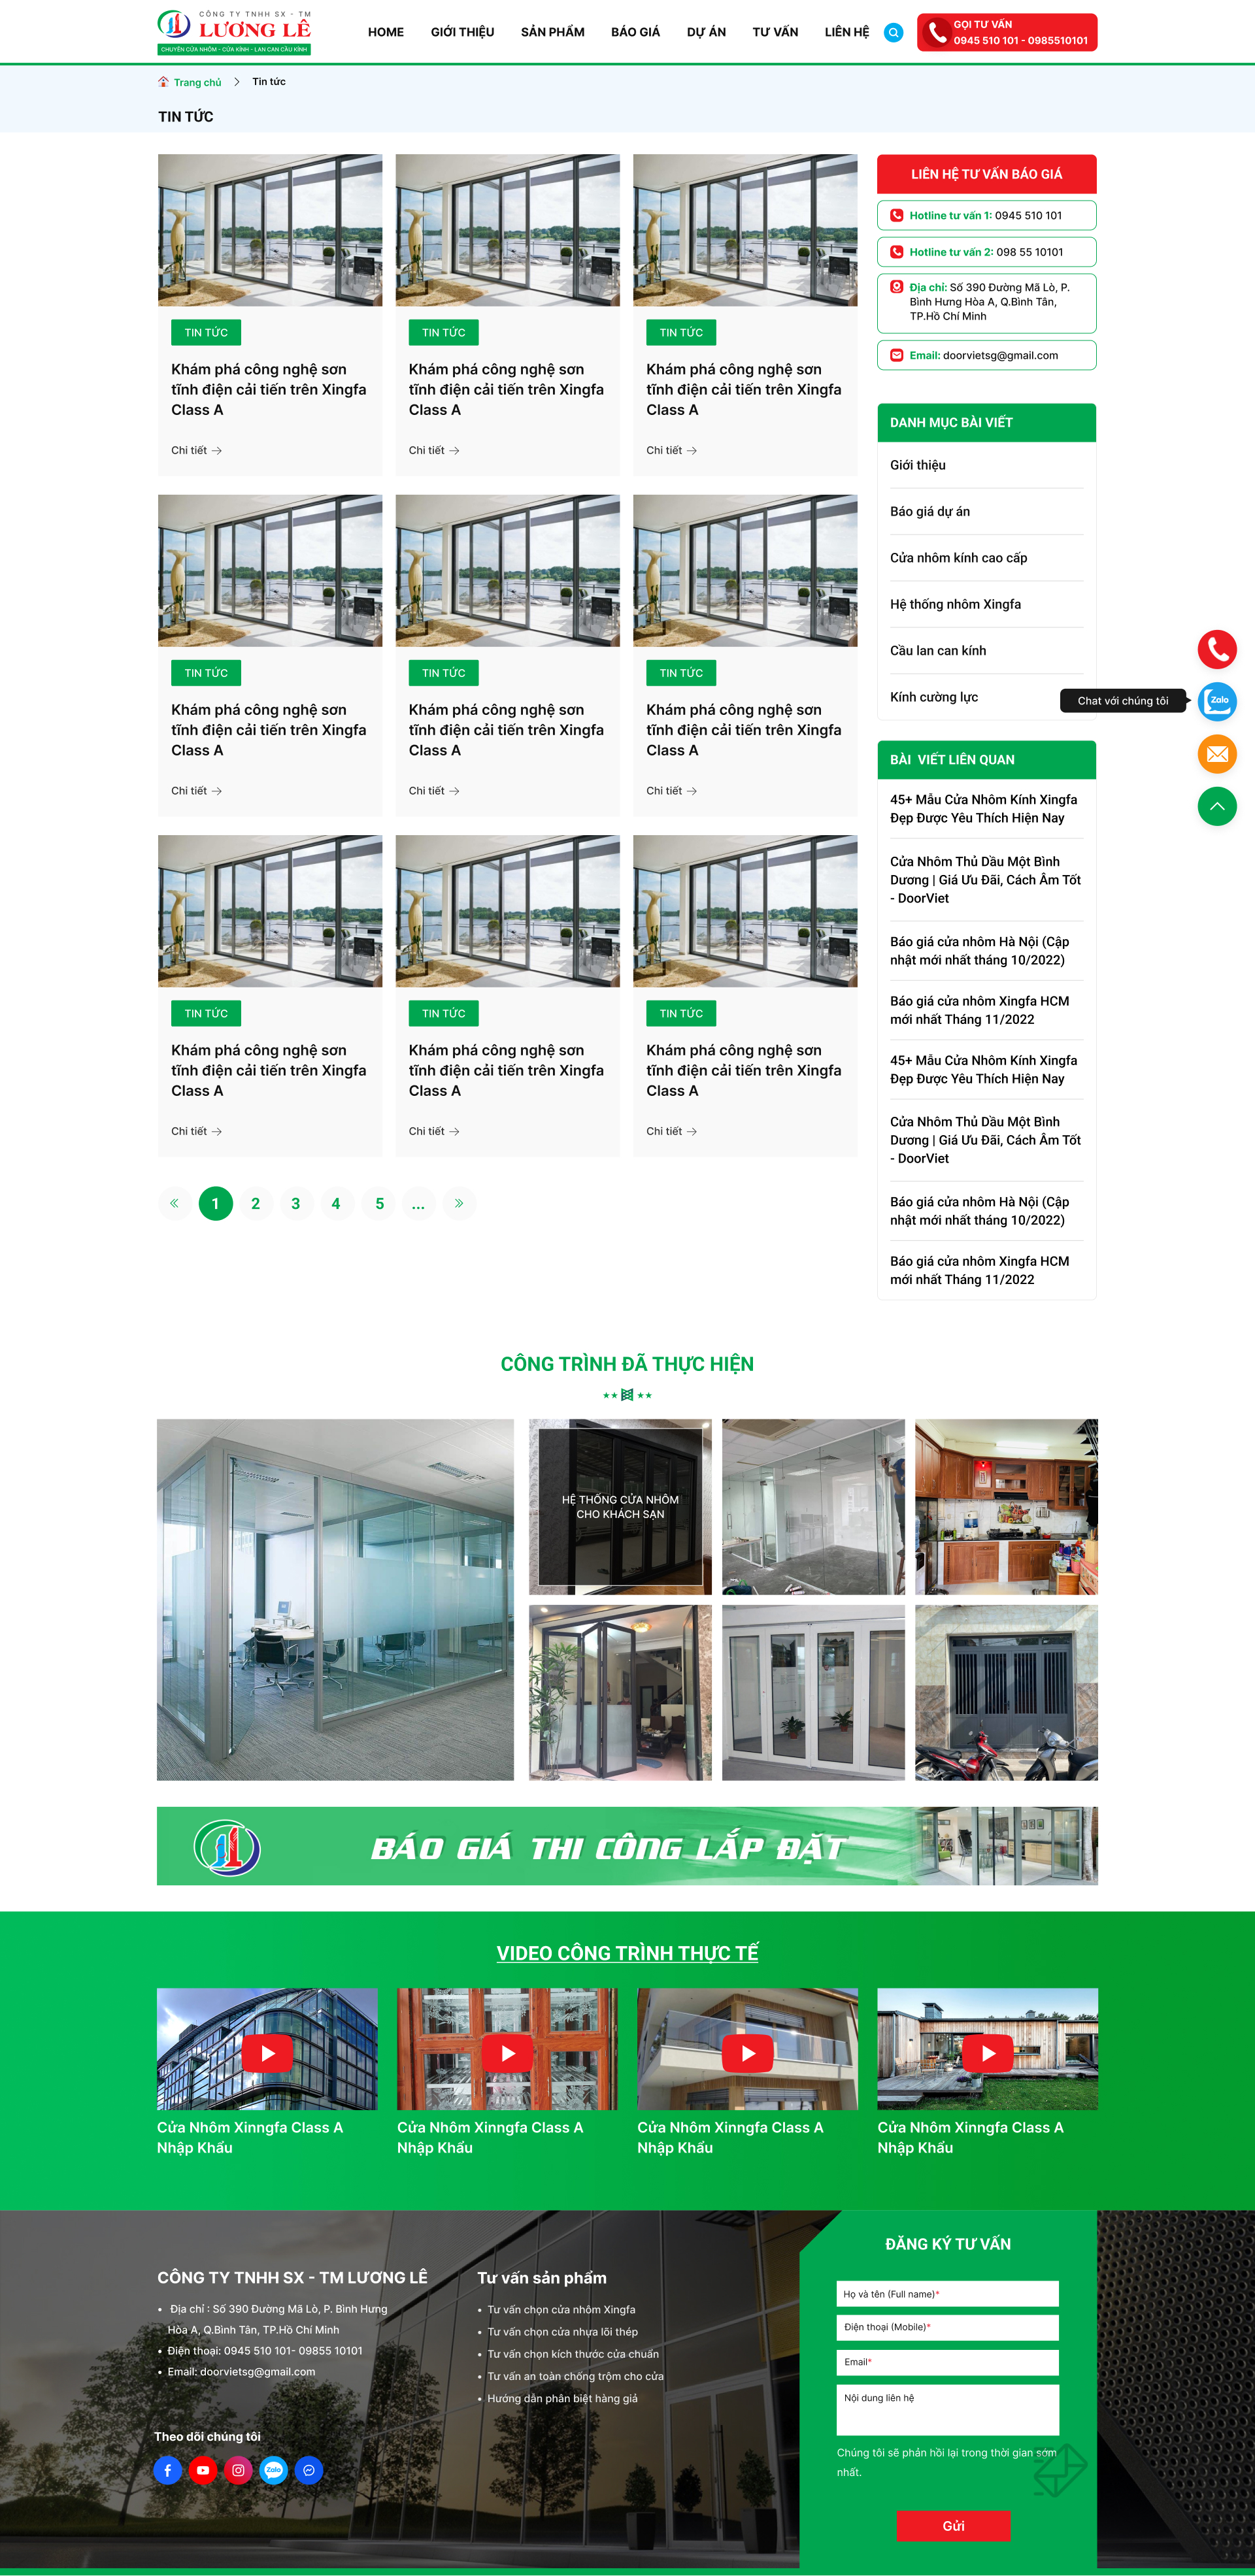 CÔNG TY TNHH SX - TM
LƯƠNG LÊ
CHUYÊN CỬA NHÔM - CỬA KÍNH - LAN CAN CẦU KÍNH
HOME
GIỚI THIỆU
SẢN PHẨM
BÁO GIÁ
DỰ ÁN
TƯ VẤN
LIÊN HỆ
GỌI TƯ VẤN
0945 510 101 - 0985510101
Trang chủ
Tin tức
TIN TỨC
TIN TỨC
Khám phá công nghệ sơn
tĩnh điện cải tiến trên Xingfa
Class A
Chi tiết
TIN TỨC
Khám phá công nghệ sơn
tĩnh điện cải tiến trên Xingfa
Class A
Chi tiết
TIN TỨC
Khám phá công nghệ sơn
tĩnh điện cải tiến trên Xingfa
Class A
Chi tiết
TIN TỨC
Khám phá công nghệ sơn
tĩnh điện cải tiến trên Xingfa
Class A
Chi tiết
TIN TỨC
Khám phá công nghệ sơn
tĩnh điện cải tiến trên Xingfa
Class A
Chi tiết
TIN TỨC
Khám phá công nghệ sơn
tĩnh điện cải tiến trên Xingfa
Class A
Chi tiết
TIN TỨC
Khám phá công nghệ sơn
tĩnh điện cải tiến trên Xingfa
Class A
Chi tiết
TIN TỨC
Khám phá công nghệ sơn
tĩnh điện cải tiến trên Xingfa
Class A
Chi tiết
TIN TỨC
Khám phá công nghệ sơn
tĩnh điện cải tiến trên Xingfa
Class A
Chi tiết
1 2 3 4 5 ...
LIÊN HỆ TƯ VẤN BÁO GIÁ
Hotline tư vấn 1: 0945 510 101
Hotline tư vấn 2: 098 55 10101
Địa chỉ: Số 390 Đường Mã Lò, P.
Bình Hưng Hòa A, Q.Bình Tân,
TP.Hồ Chí Minh
Email: doorvietsg@gmail.com
DANH MỤC BÀI VIẾT
Giới thiệu
Báo giá dự án
Cửa nhôm kính cao cấp
Hệ thống nhôm Xingfa
Cầu lan can kính
Kính cường lực
Chat với chúng tôi
Zalo
BÀI VIẾT LIÊN QUAN
45+ Mẫu Cửa Nhôm Kính Xingfa
Đẹp Được Yêu Thích Hiện Nay
Cửa Nhôm Thủ Dầu Một Bình
Dương | Giá Ưu Đãi, Cách Âm Tốt
- DoorViet
Báo giá cửa nhôm Hà Nội (Cập
nhật mới nhất tháng 10/2022)
Báo giá cửa nhôm Xingfa HCM
mới nhất Tháng 11/2022
45+ Mẫu Cửa Nhôm Kính Xingfa
Đẹp Được Yêu Thích Hiện Nay
Cửa Nhôm Thủ Dầu Một Bình
Dương | Giá Ưu Đãi, Cách Âm Tốt
- DoorViet
Báo giá cửa nhôm Hà Nội (Cập
nhật mới nhất tháng 10/2022)
Báo giá cửa nhôm Xingfa HCM
mới nhất Tháng 11/2022
CÔNG TRÌNH ĐÃ THỰC HIỆN
HỆ THỐNG CỬA NHÔM
CHO KHÁCH SẠN
BÁO GIÁ THI CÔNG LẮP ĐẶT
VIDEO CÔNG TRÌNH THỰC TẾ
Cửa Nhôm Xinngfa Class A
Nhập Khẩu
Cửa Nhôm Xinngfa Class A
Nhập Khẩu
Cửa Nhôm Xinngfa Class A
Nhập Khẩu
Cửa Nhôm Xinngfa Class A
Nhập Khẩu
CÔNG TY TNHH SX - TM LƯƠNG LÊ
• Địa chỉ : Số 390 Đường Mã Lò, P. Bình Hưng
Hòa A, Q.Bình Tân, TP.Hồ Chí Minh
• Điện thoại: 0945 510 101- 09855 10101
• Email: doorvietsg@gmail.com
Theo dõi chúng tôi
Zalo
Tư vấn sản phẩm
• Tư vấn chọn cửa nhôm Xingfa
• Tư vấn chọn cửa nhựa lõi thép
• Tư vấn chọn kích thước cửa chuẩn
• Tư vấn an toàn chống trộm cho cửa
• Hướng dẫn phân biệt hàng giả
ĐĂNG KÝ TƯ VẤN
Họ và tên (Full name)*
Điện thoại (Mobile)*
Email*
Nội dung liên hệ
Chúng tôi sẽ phản hồi lại trong thời gian sớm
nhất.
Gửi